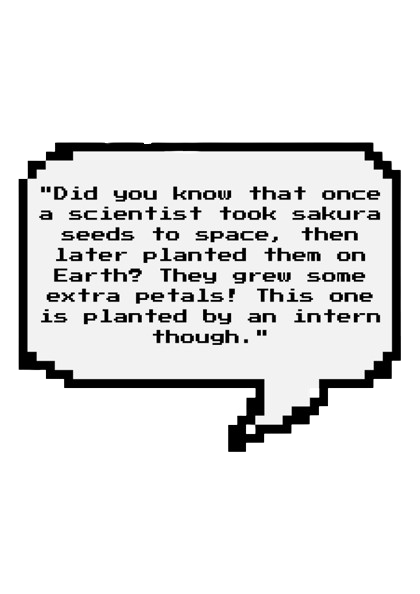 "Did you know that once
a scientist took sakura
seeds to space, then
later planted them on
Earth? They grew some
extra petals! This one
is planted by an intern
though."